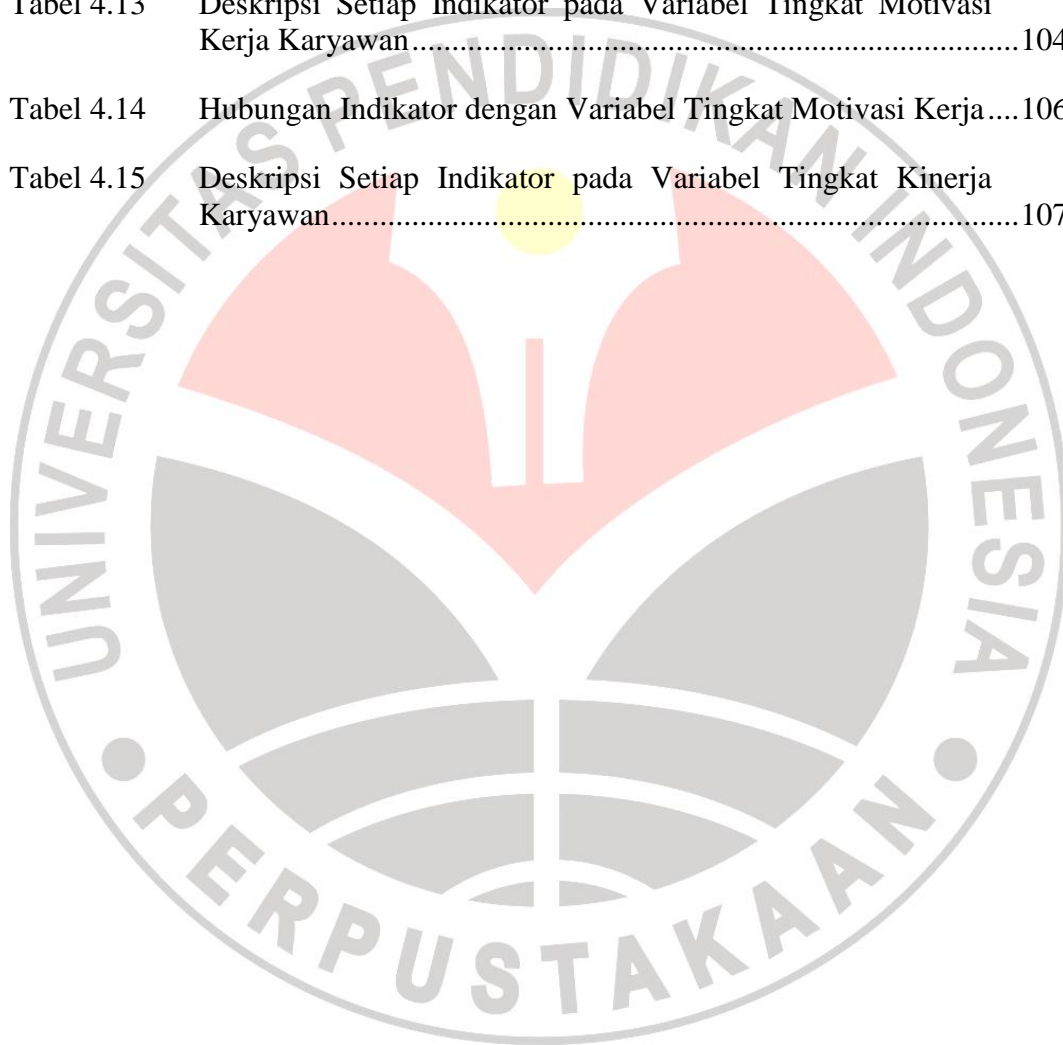 Tabel 4.13 Deskripsi Setiap Indikator pada Variabel Tingkat Motivasi
Kerja Karyawan.............................................................................104
Tabel 4.14 Hubungan Indikator dengan Variabel Tingkat Motivasi Kerja....106
Tabel 4.15 Deskripsi Setiap Indikator pada Variabel Tingkat Kinerja
Karyawan.......................................................................................107
UNIVERSITAS PENDIDIKAN INDONESIA
PERPUSTAKAAN